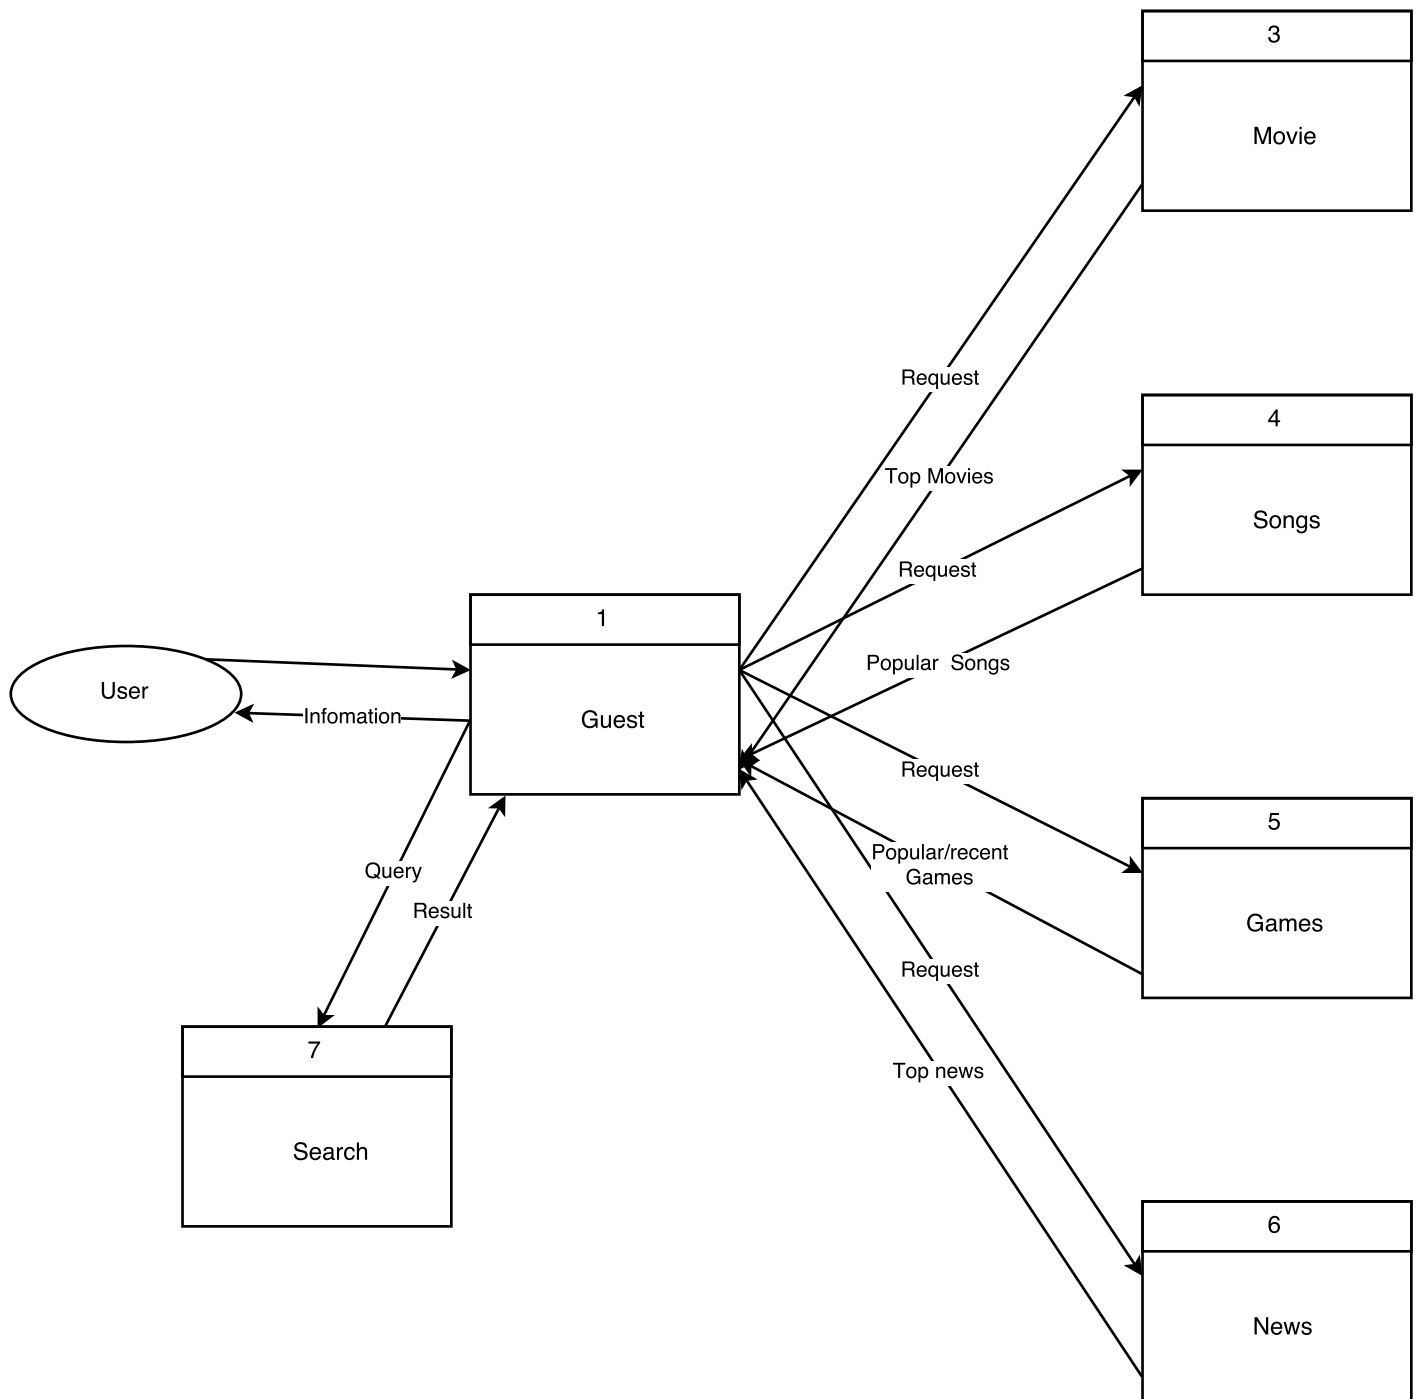 3
Movie
Request
4
Top Movies
Songs
Request
1
Popular  Songs
User
Infomation
Guest
Request
5
Popular/recent
Games
Query
Result
Games
Request
7
Top news
Search
6
News